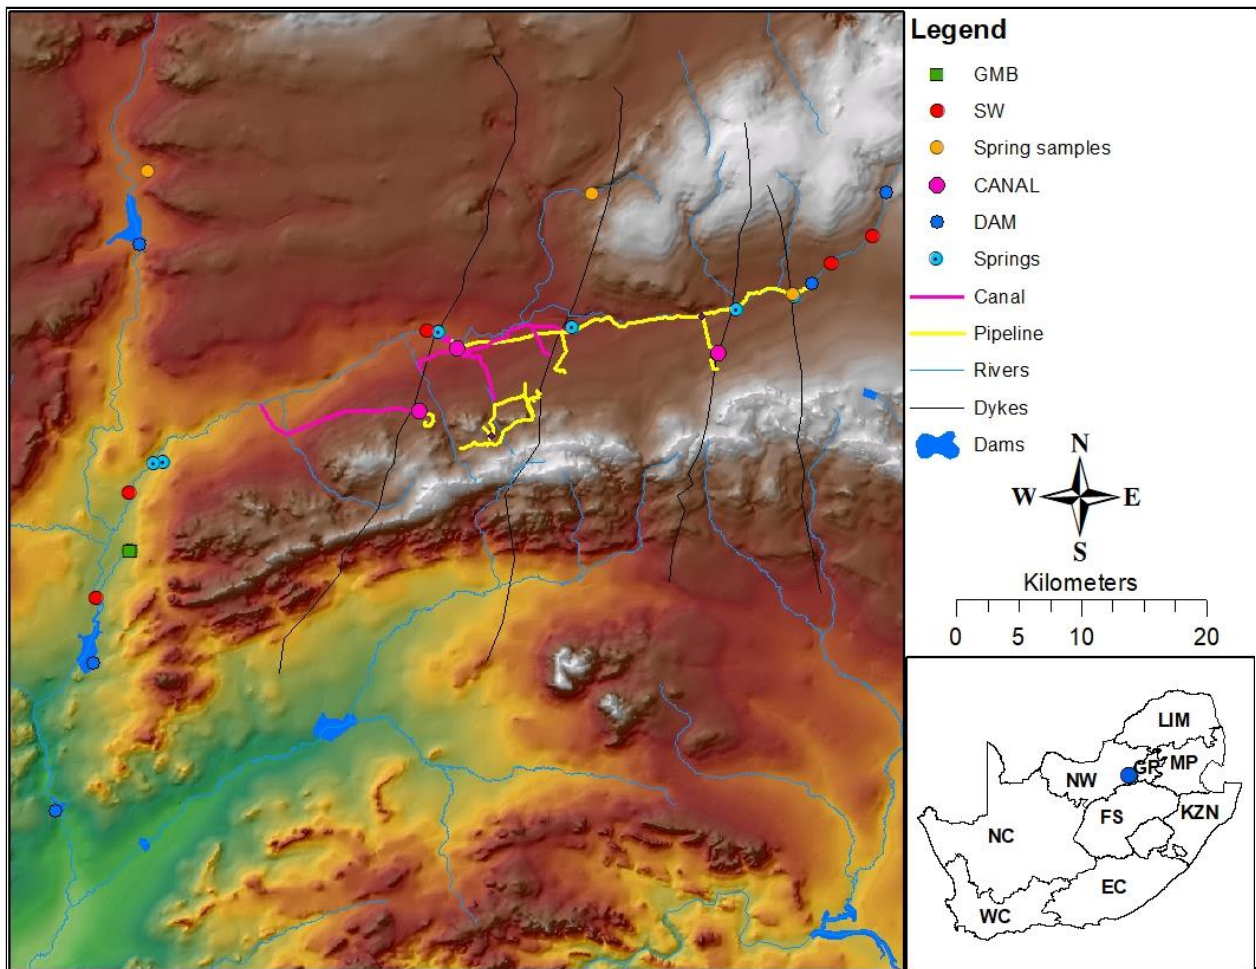 Legend
GMB
SW
Spring samples
CANAL
DAM
Springs
Canal
Pipeline
Rivers
Dykes
Dams
N
W E
S
Kilometers
0 5 10 20
LIM
GP MP
NW
FS KZN
NC
EC
WC